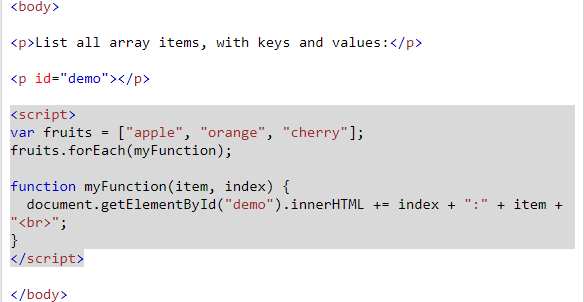 <body>
<p>List all array items, with keys and values:</p>
<p id="demo"></p>
<script>
var fruits = ["apple", "orange", "cherry"];
fruits.forEach(myFunction);
function myFunction(item, index) {
  document.getElementById("demo").innerHTML += index + ":" + item +
"<br>";
}
</script>
</body>